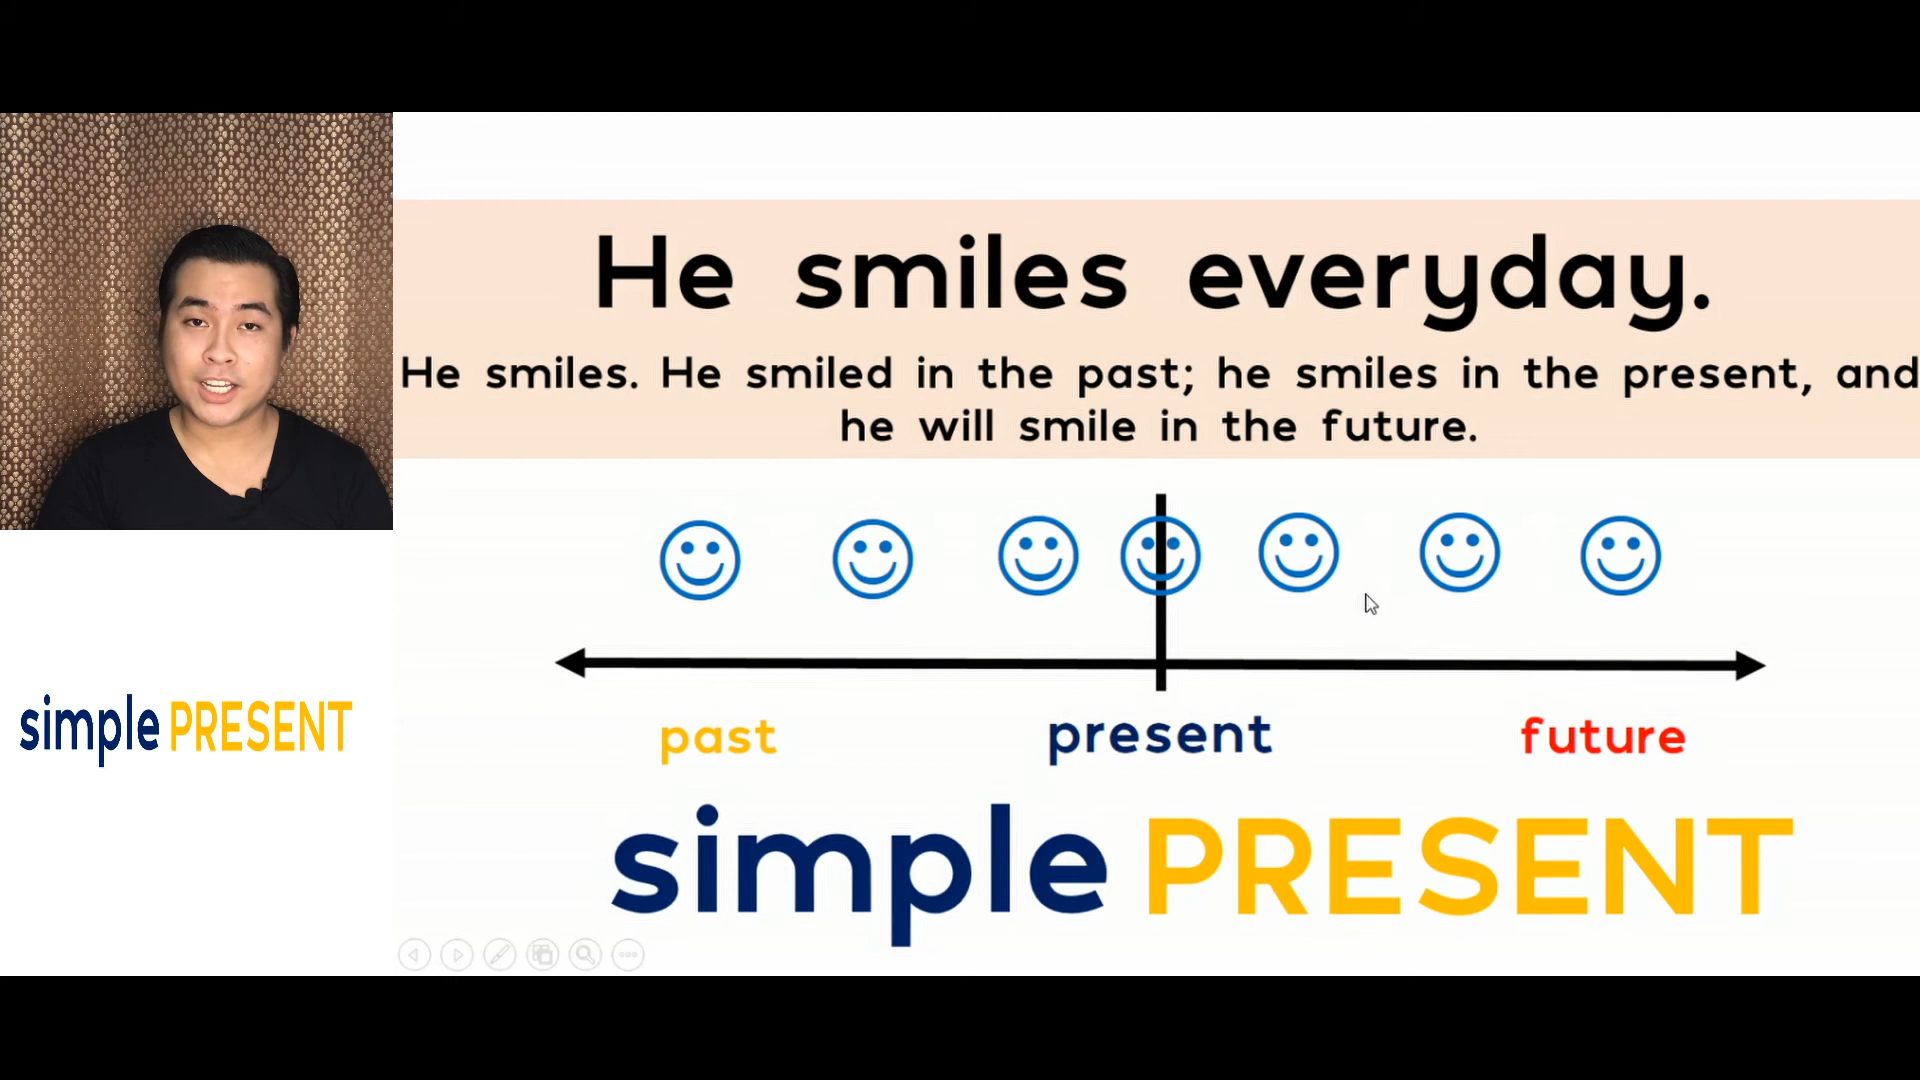 He smiles everyday.
He smiles. He smiled in the past; he smiles in the present, and
he will smile in the future.
past present future
simple PRESENT
simple PRESENT